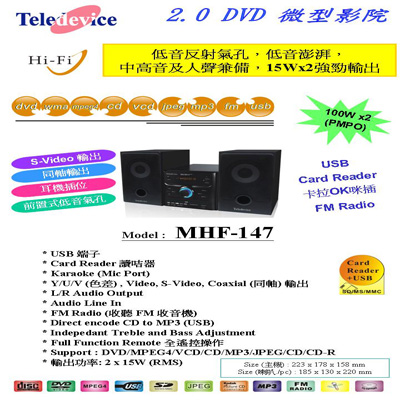 Teledevice
2.0 DVD 微型影院
Hi-Fi
低音反射氣孔，低音澎湃，
中高音及人聲兼備，15Wx2強勁輸出
dvd wma mpeg4 cd vcd jpeg mp3 fm usb
100W x2
(PMPO)
S-Video 輸出
同軸輸出
耳機插位
前置式低音氣孔
USB
Card Reader
卡拉OK咪插
FM Radio
Model : MHF-147
* USB 端子
* Card Reader 讀咭器
* Karaoke (Mic Port)
* Y/U/V (色差) , Video, S-Video, Coaxial (同軸) 輸出
* L/R Audio Output
* Audio Line In
* FM Radio (收聽 FM 收音機)
* Direct encode CD to MP3 (USB)
* Indepedant Treble and Bass Adjustment
* Full Function Remote 全遙控操作
* Support : DVD/MPEG4/VCD/CD/MP3/JPEG/CD/CD-R
* 輸出功率: 2 x 15W (RMS)
Card
Reader
+USB
SD/MS/MMC
Size (主機) : 223 x 178 x 158 mm
Size (喇叭/pc) : 185 x 130 x 220 mm
DVD
MPEG4
JPEG
MP3
FM
RADIO